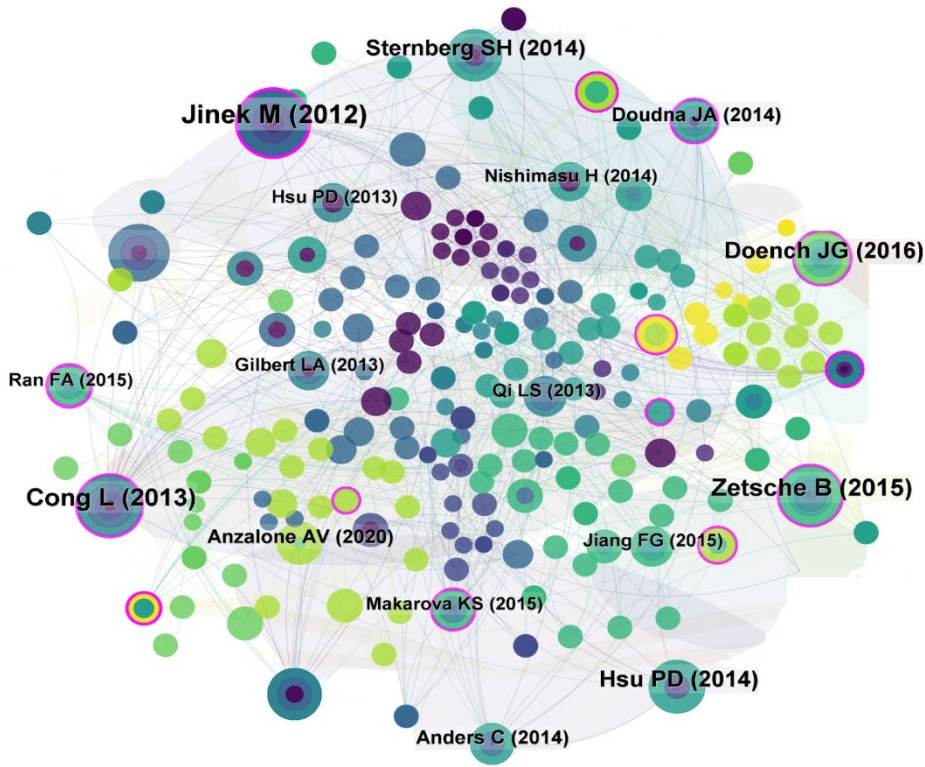 Sternberg SH (2014)
Jinek M (2012)
Doudna JA (2014)
Nishimasu H (2014)
Hsu PD (2013)
Doench JG (2016)
Gilbert LA (2013)
Ran FA (2015)
Qi LS (2013)
Zetsche B (2015)
Cong L (2013)
Anzalone AV (2020)
Jiang FG (2015)
Makarova KS (2015)
Hsu PD (2014)
Anders C (2014)